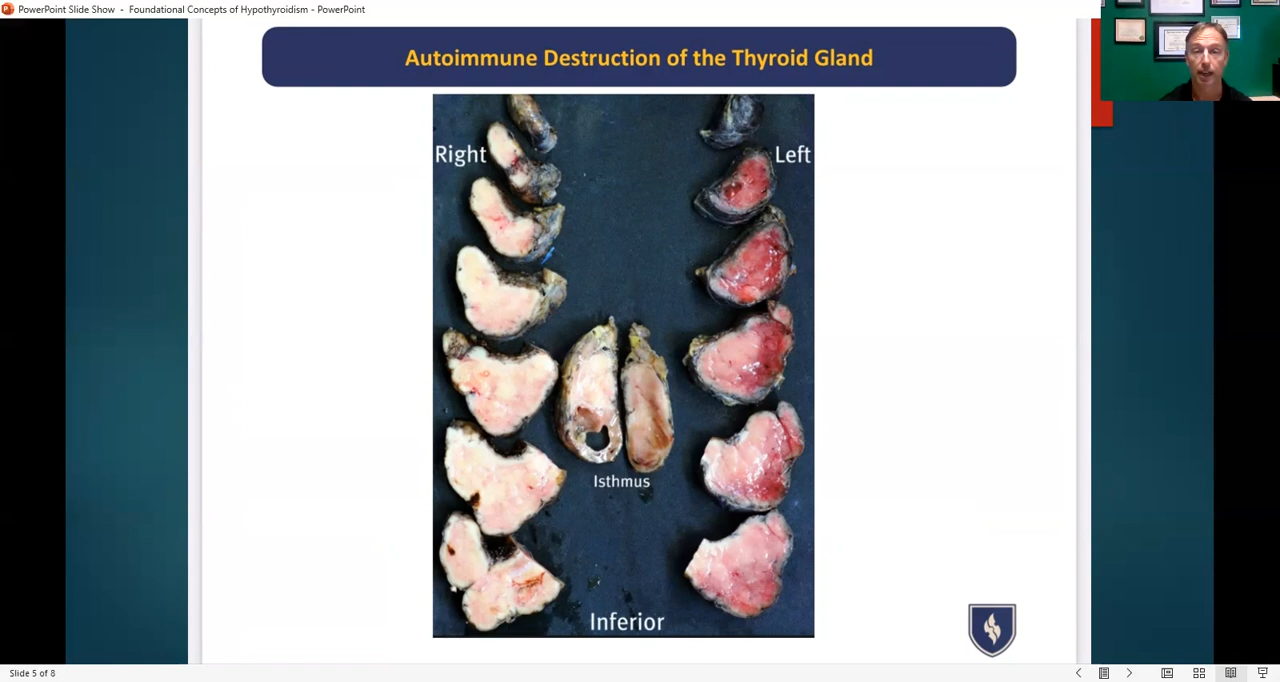 PowerPoint Slide Show - Foundational Concepts of Hypothyroidism - PowerPoint
Autoimmune Destruction of the Thyroid Gland
Right
Left
Isthmus
Inferior
Slide 5 of 8